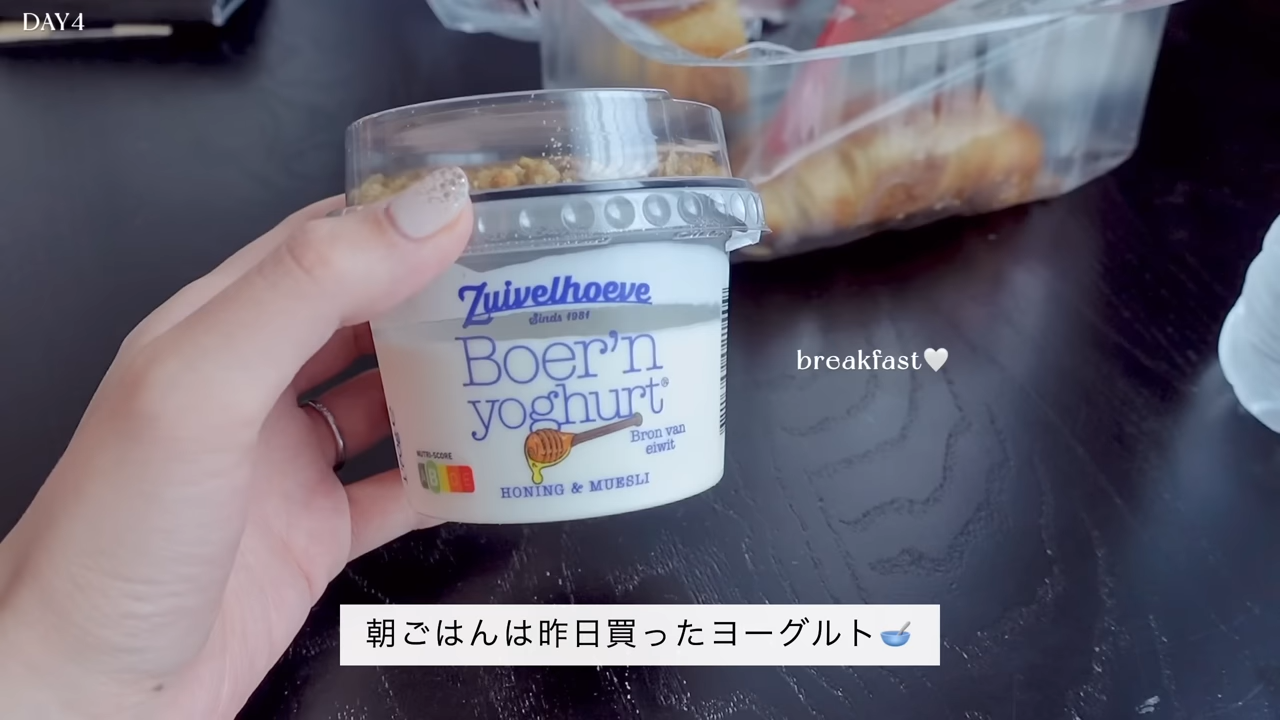 DAY4
Zuivelhoeve
Sinds 1981
Boer'n
yoghurt®
Bron van
eiwit
NUTRI-SCORE
B
HONING & MUESLI
breakfast🤍
朝ごはんは昨日買ったヨーグルト🥣